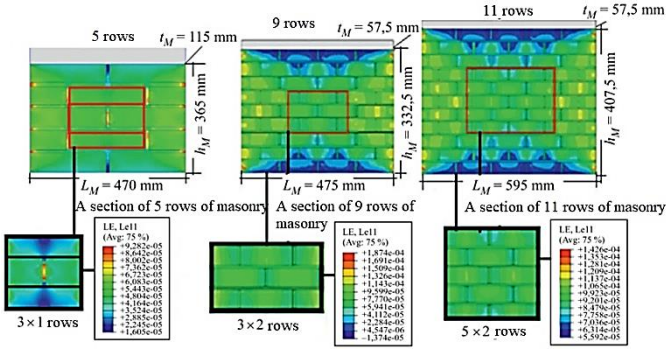 5 rows
t_M = 115 mm
h_M = 365 mm
L_M = 470 mm
A section of 5 rows of masonry
LE, Le11
(Avg: 75 %)
+9,282e-05
+8,642e-05
+8,002e-05
+7,362e-05
+6,723e-05
+6,083e-05
+5,443e-05
+4,804e-05
+4,164e-05
+3,524e-05
+2,885e-05
+2,245e-05
+1,605e-05
3×1 rows
9 rows
t_M = 57,5 mm
h_M = 332,5 mm
L_M = 475 mm
A section of 9 rows of
masonry
LE, Le11
(Avg: 75 %)
+1,874e-04
+1,691e-04
+1,509e-04
+1,326e-04
+1,143e-04
+9,599e-05
+7,770e-05
+5,941e-05
+4,112e-05
+2,284e-05
+4,547e-06
−1,374e-05
3×2 rows
11 rows
t_M = 57,5 mm
h_M = 407,5 mm
L_M = 595 mm
A section of 11 rows of masonry
LE, Le11
(Avg: 75 %)
+1,426e-04
+1,353e-04
+1,281e-04
+1,209e-04
+1,137e-04
+1,065e-04
+9,923e-05
+9,201e-05
+8,479e-05
+7,758e-05
+7,036e-05
+6,314e-05
+5,592e-05
5×2 rows